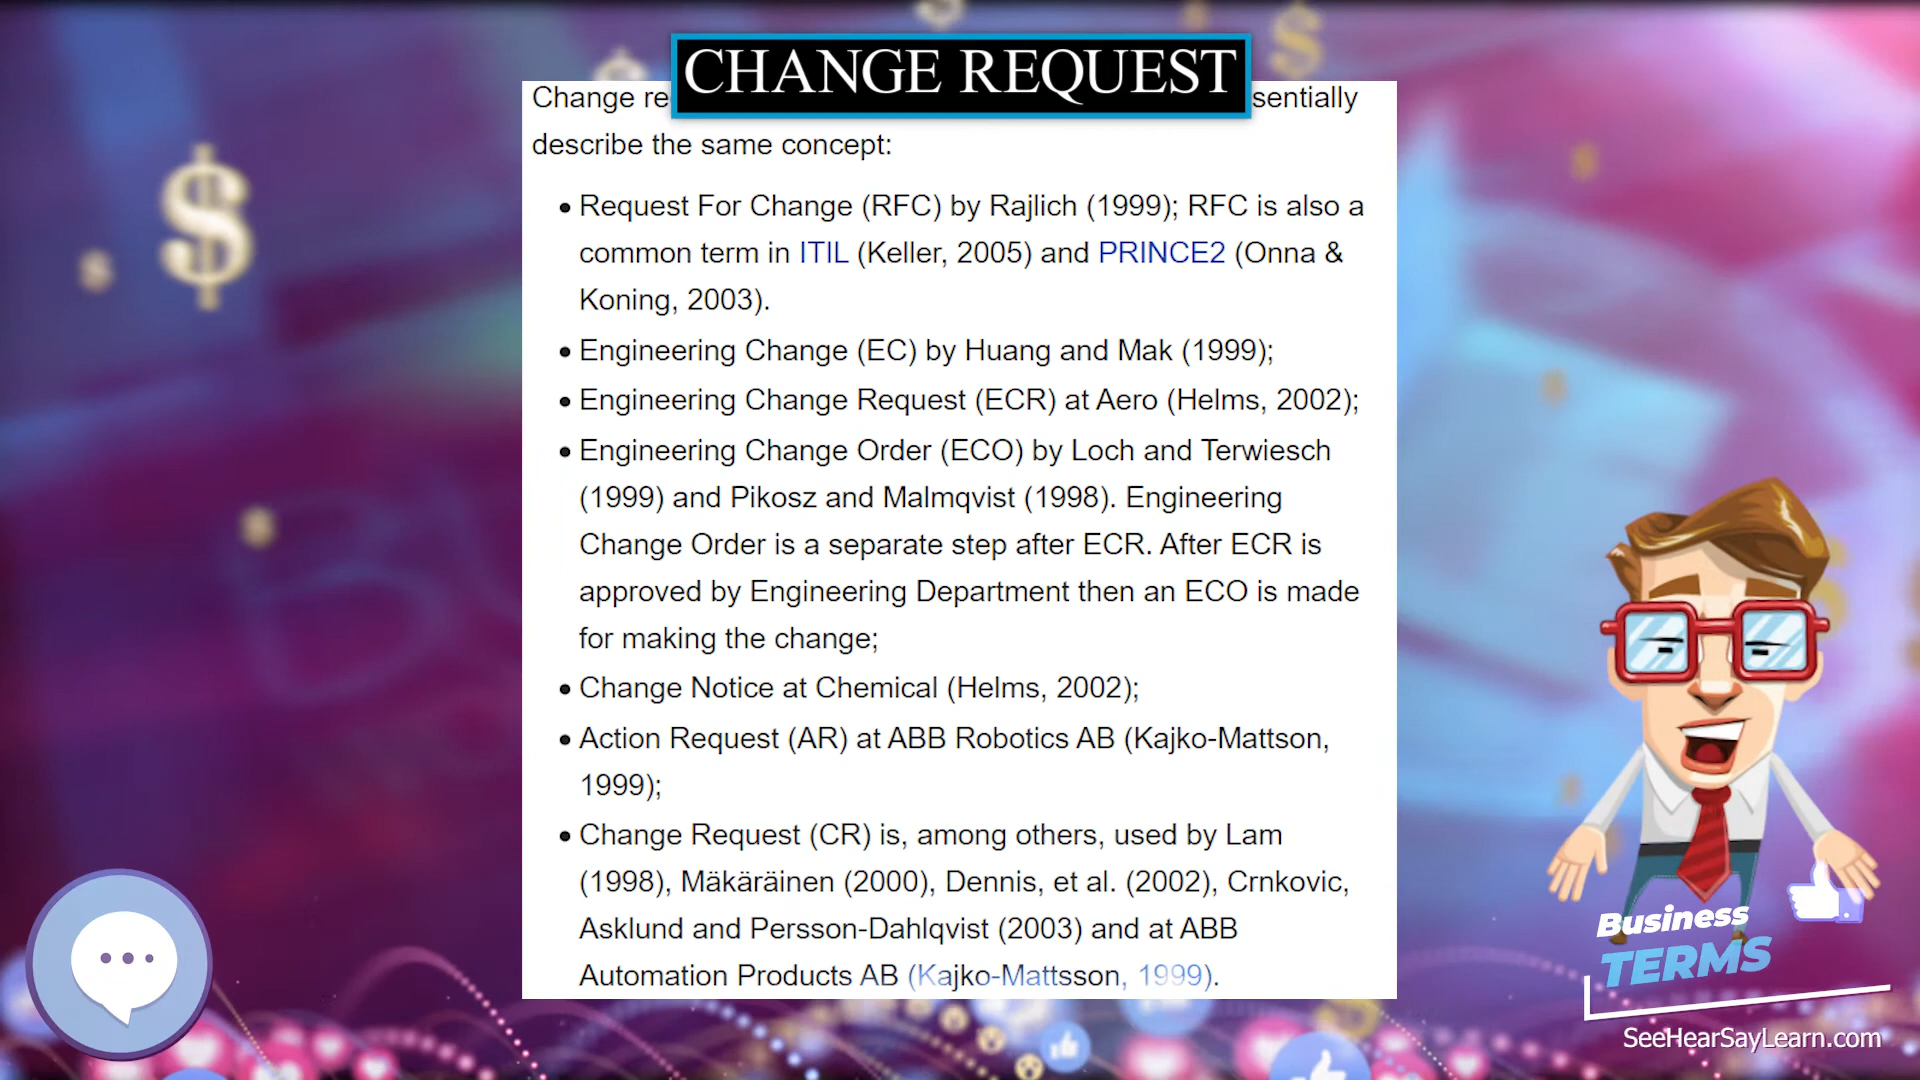 CHANGE REQUEST
Change re sentially
describe the same concept:
• Request For Change (RFC) by Rajlich (1999); RFC is also a
common term in ITIL (Keller, 2005) and PRINCE2 (Onna &
Koning, 2003).
• Engineering Change (EC) by Huang and Mak (1999);
• Engineering Change Request (ECR) at Aero (Helms, 2002);
• Engineering Change Order (ECO) by Loch and Terwiesch
(1999) and Pikosz and Malmqvist (1998). Engineering
Change Order is a separate step after ECR. After ECR is
approved by Engineering Department then an ECO is made
for making the change;
• Change Notice at Chemical (Helms, 2002);
• Action Request (AR) at ABB Robotics AB (Kajko-Mattson,
1999);
• Change Request (CR) is, among others, used by Lam
(1998), Mäkäräinen (2000), Dennis, et al. (2002), Crnkovic,
Asklund and Persson-Dahlqvist (2003) and at ABB
Automation Products AB (Kajko-Mattsson, 1999).
Business
TERMS
SeeHearSayLearn.com